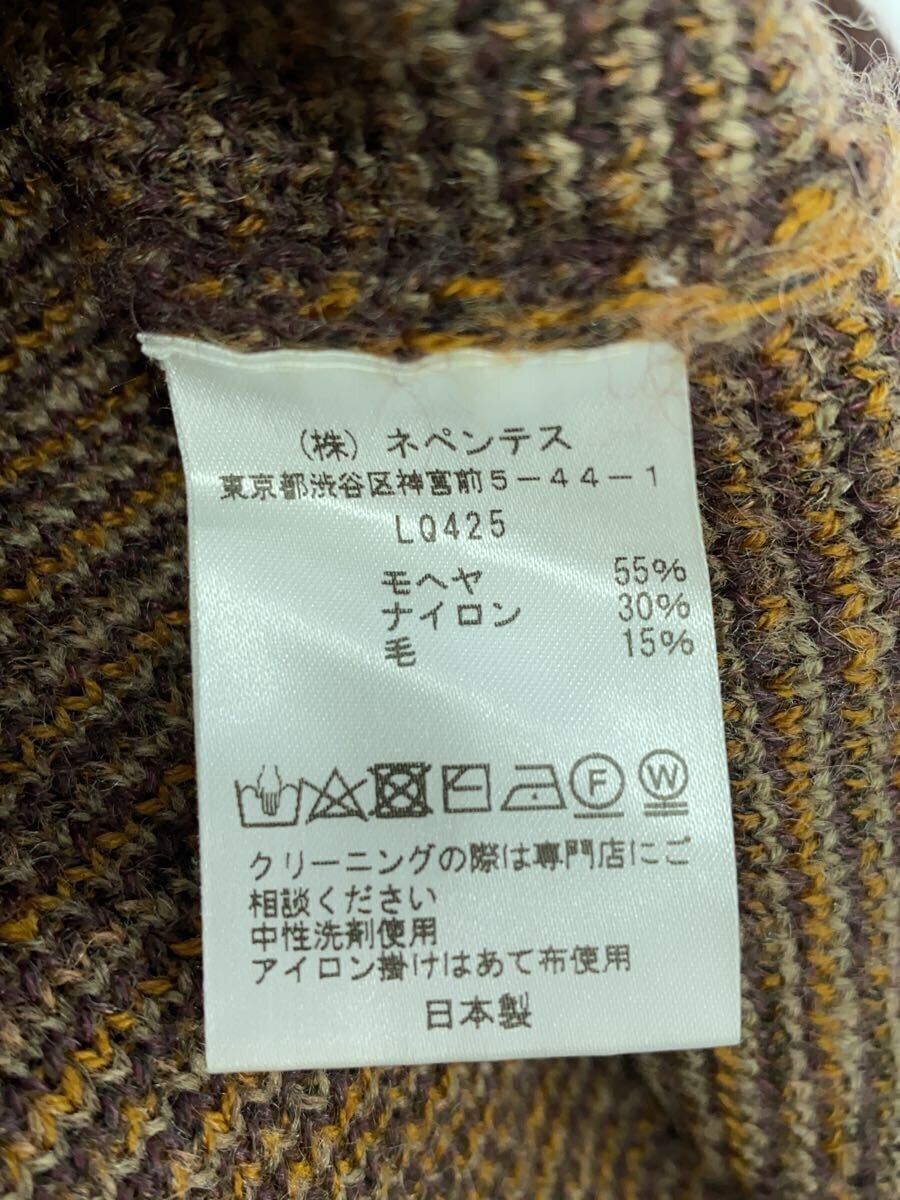 (株) ネペンテス
東京都渋谷区神宮前5-44-1
LQ425
モヘヤ 55%
ナイロン 30%
毛 15%
F W
クリーニングの際は専門店にご
相談ください
中性洗剤使用
アイロン掛けはあて布使用
日本製